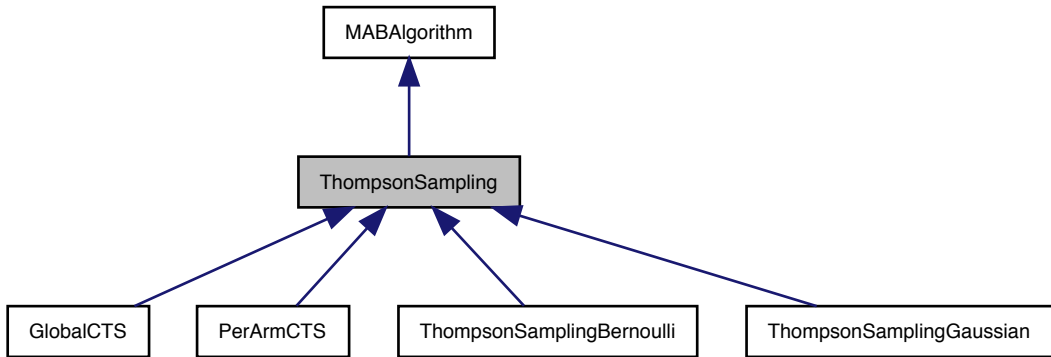 MABAlgorithm
ThompsonSampling
GlobalCTS
PerArmCTS
ThompsonSamplingBernoulli
ThompsonSamplingGaussian